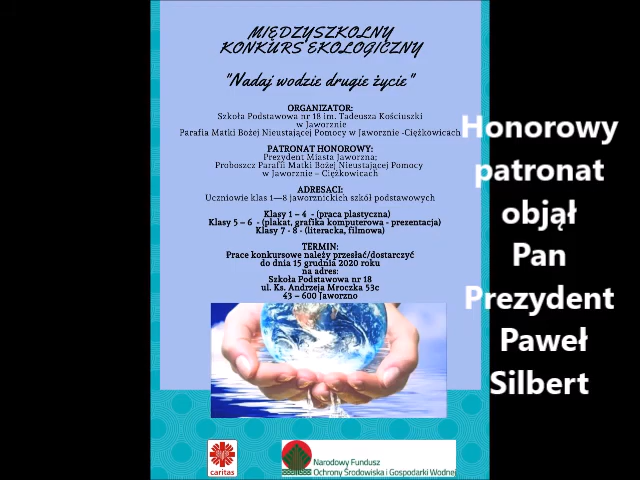 MIĘDZYSZKOLNY
KONKURS EKOLOGICZNY
"Nadaj wodzie drugie życie"
ORGANIZATOR:
Szkoła Podstawowa nr 18 im. Tadeusza Kościuszki
w Jaworznie
Parafia Matki Bożej Nieustającej Pomocy w Jaworznie -Ciężkowicach
PATRONAT HONOROWY:
Prezydent Miasta Jaworzna;
Proboszcz Parafii Matki Bożej Nieustającej Pomocy
w Jaworznie – Ciężkowicach
ADRESACI:
Uczniowie klas 1—8 jaworznickich szkół podstawowych
Klasy 1 – 4 - (praca plastyczna)
Klasy 5 – 6 - (plakat, grafika komputerowa - prezentacja)
Klasy 7 - 8 - (literacka, filmowa)
TERMIN:
Prace konkursowe należy przesłać/dostarczyć
do dnia 15 grudnia 2020 roku
na adres:
Szkoła Podstawowa nr 18
ul. Ks. Andrzeja Mroczka 53c
43 – 600 Jaworzno
caritas
Narodowy Fundusz
Ochrony Środowiska i Gospodarki Wodnej
Honorowy
patronat
objął
Pan
Prezydent
Paweł
Silbert